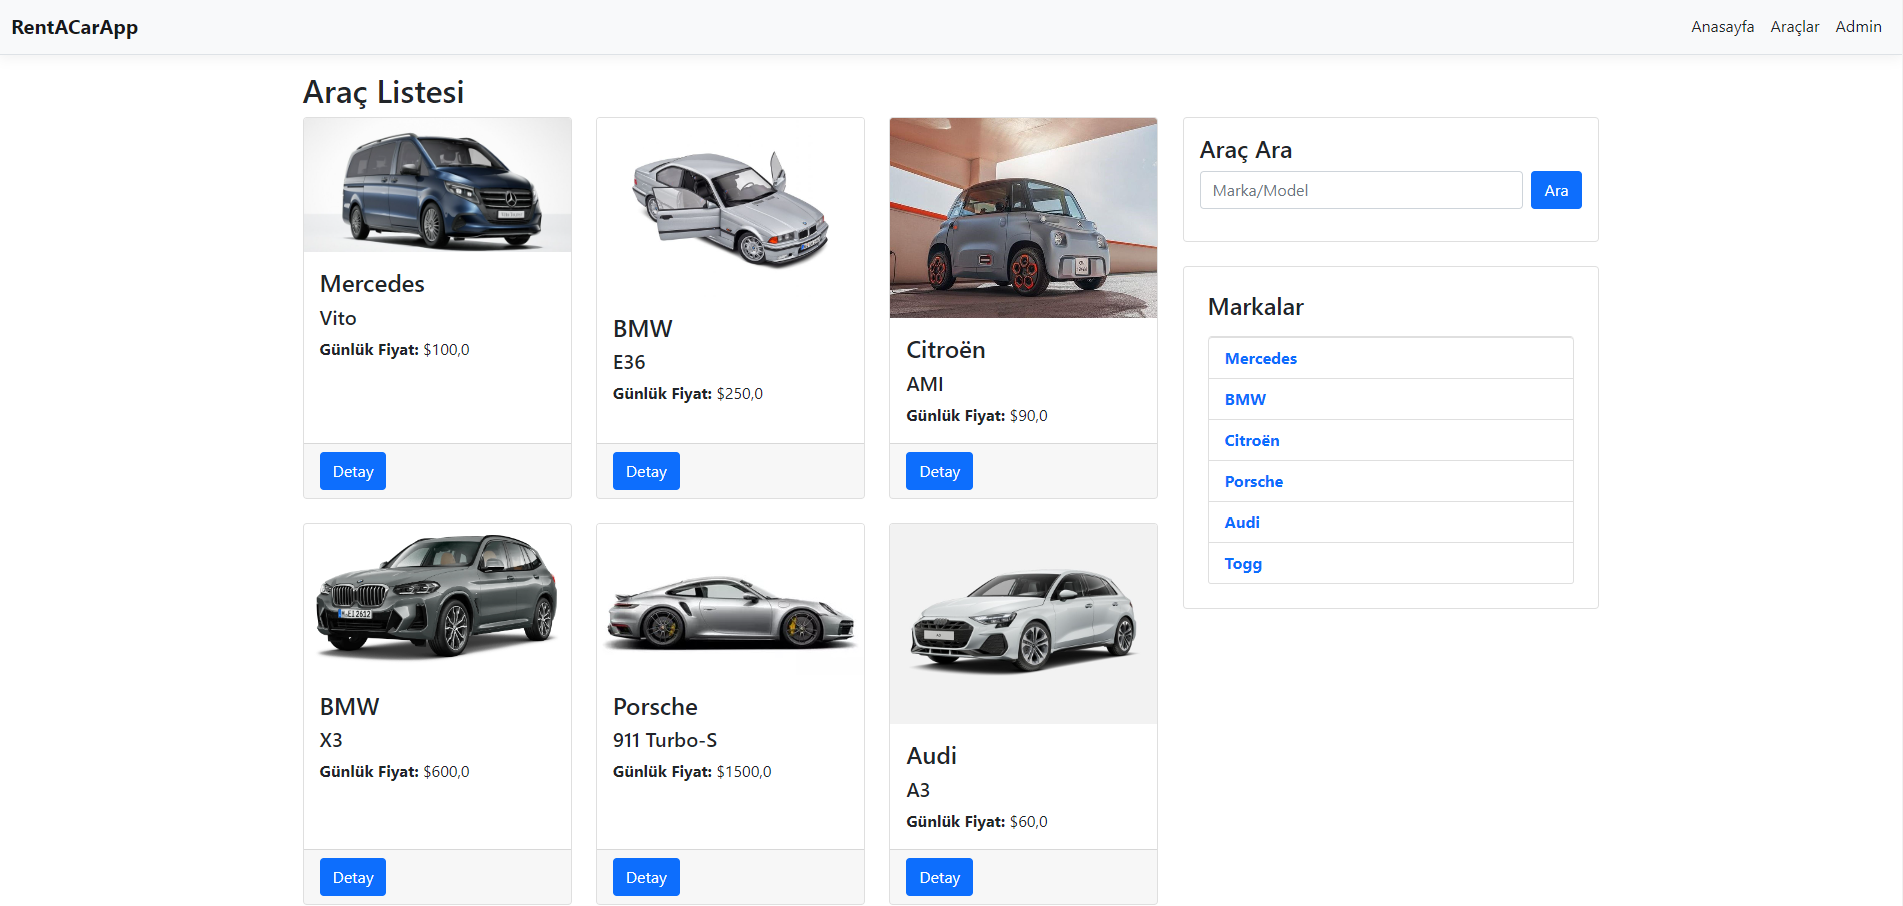 RentACarApp
Anasayfa Araçlar Admin
Araç Listesi
Mercedes
Vito
Günlük Fiyat: $100,0
Detay
BMW
E36
Günlük Fiyat: $250,0
Detay
Citroën
AMI
Günlük Fiyat: $90,0
Detay
BMW
X3
Günlük Fiyat: $600,0
Detay
Porsche
911 Turbo-S
Günlük Fiyat: $1500,0
Detay
Audi
A3
Günlük Fiyat: $60,0
Detay
Araç Ara
Marka/Model
Ara
Markalar
Mercedes
BMW
Citroën
Porsche
Audi
Togg